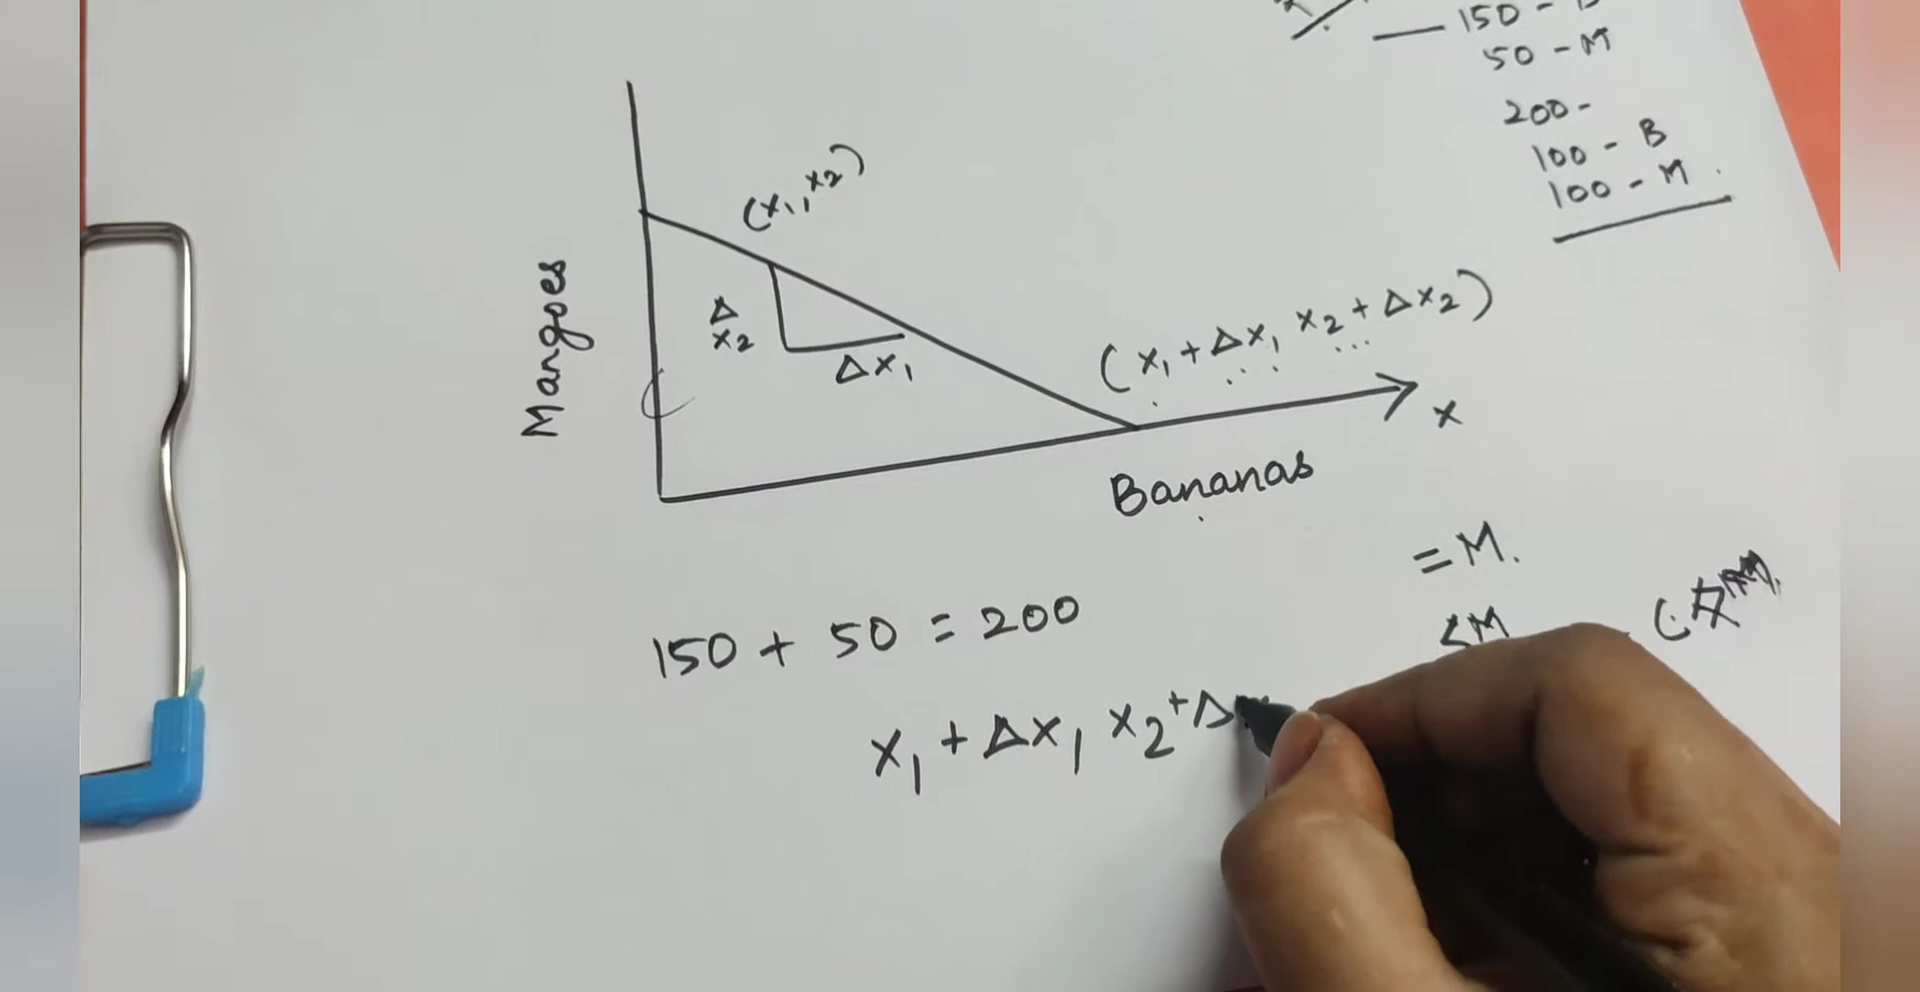 150 -
50 - M
200 -
100 - B
100 - M .
(x₁, x₂)
Mangoes
Δ
x₂
Δx₁
(x₁ + Δx₁ x₂ + Δx₂)
x
Bananas
= M.
< M
150 + 50 = 200
x₁ + Δx₁ x₂ + Δ